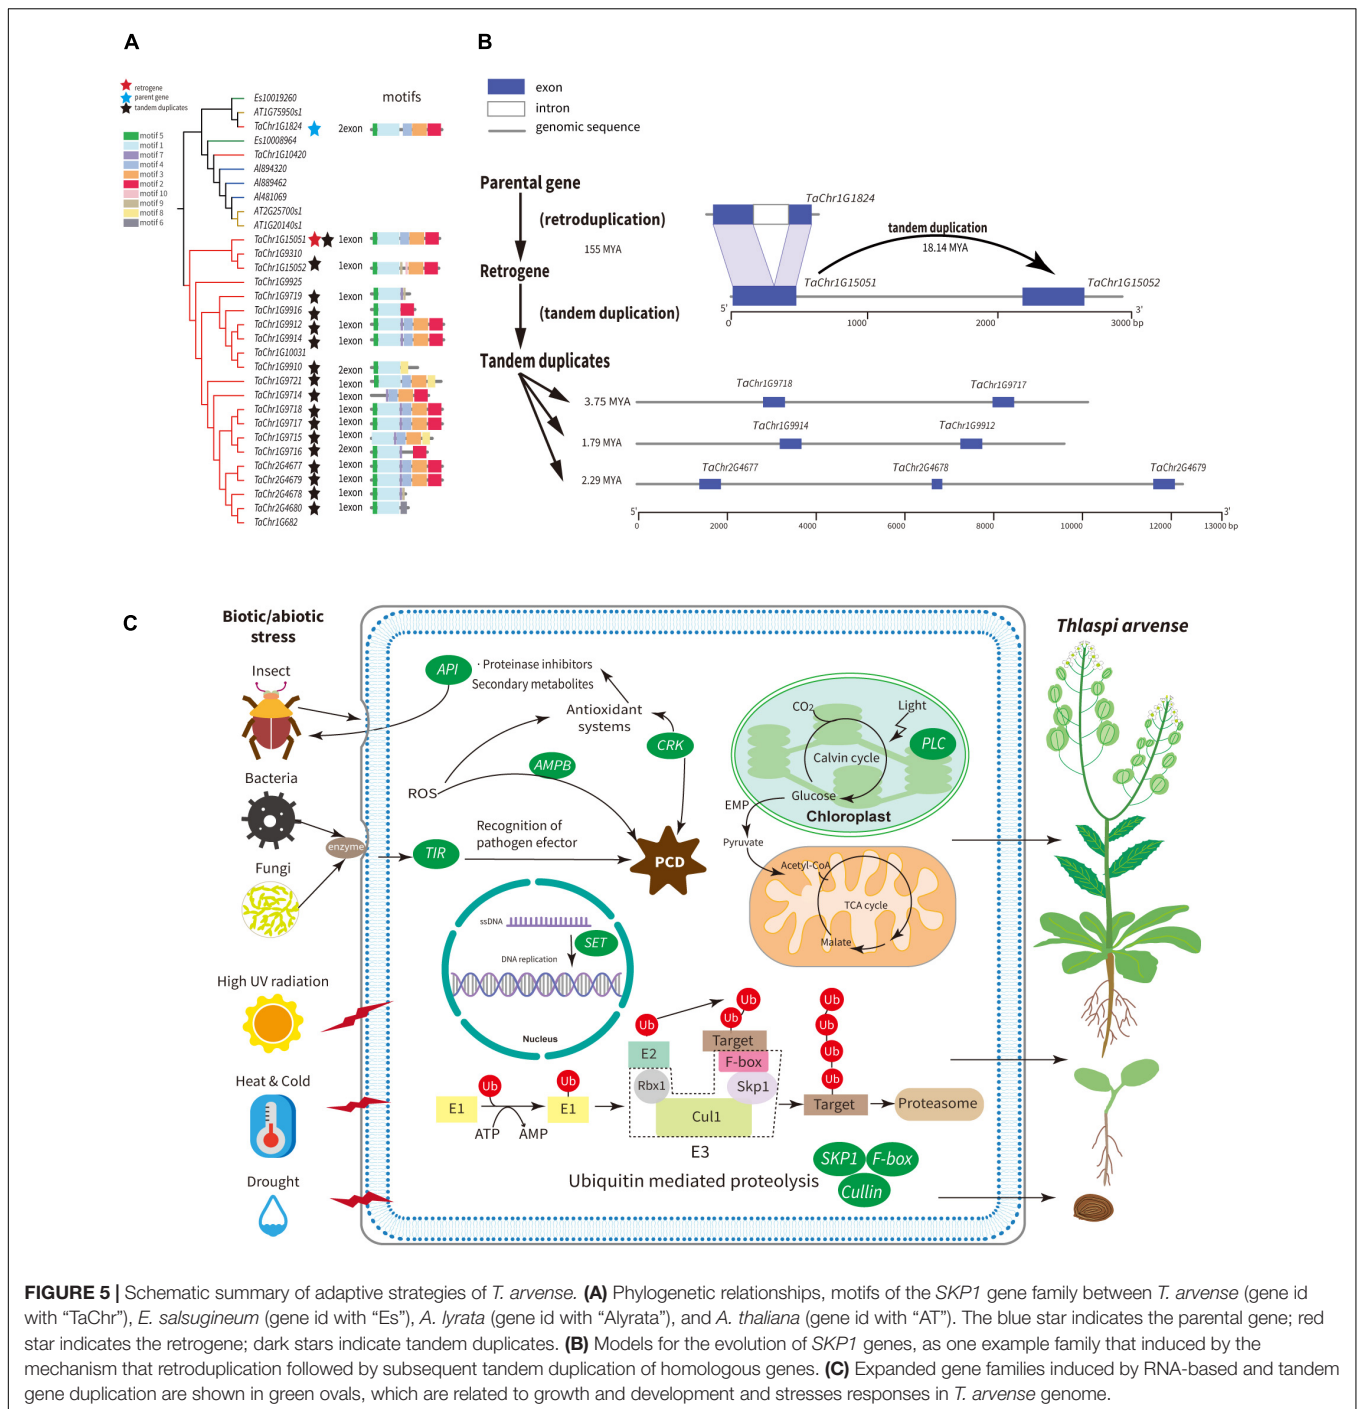 A
retrogene
parent gene
tandem duplicates
motif 5
motif 1
motif 7
motif 4
motif 3
motif 2
motif 10
motif 9
motif 8
motif 6
motifs
Es10019260
AT1G75950s1
TaChr1G1824 2exon
Es10008964
TaChr1G10420
Al894320
Al889462
Al481069
AT2G25700s1
AT1G20140s1
TaChr1G15051 1exon
TaChr1G9310
TaChr1G15052 1exon
TaChr1G9925
TaChr1G9719 1exon
TaChr1G9916
TaChr1G9912 1exon
TaChr1G9914 1exon
TaChr1G10031
TaChr1G9910 2exon
TaChr1G9721 1exon
TaChr1G9714 1exon
TaChr1G9718 1exon
TaChr1G9717 1exon
TaChr1G9715 1exon
TaChr1G9716 2exon
TaChr2G4677 1exon
TaChr2G4679 1exon
TaChr2G4678 1exon
TaChr2G4680 1exon
TaChr1G682
B
exon
intron
genomic sequence
Parental gene
(retroduplication)
155 MYA
Retrogene
(tandem duplication)
Tandem duplicates
TaChr1G1824
tandem duplication
18.14 MYA
TaChr1G15051
TaChr1G15052
5' 3'
0 1000 2000 3000 bp
TaChr1G9718 TaChr1G9717
3.75 MYA
TaChr1G9914 TaChr1G9912
1.79 MYA
TaChr2G4677 TaChr2G4678 TaChr2G4679
2.29 MYA
5' 3'
0 2000 4000 6000 8000 10000 12000 13000 bp
C
Biotic/abiotic
stress
Insect
Bacteria
enzyme
Fungi
High UV radiation
Heat & Cold
Drought
API
· Proteinase inhibitors
Secondary metabolites
Antioxidant
systems
CRK
AMPB
ROS
TIR
Recognition of
pathogen efector
PCD
ssDNA
SET
DNA replication
Nucleus
CO2
Light
PLC
Calvin cycle
Glucose
Chloroplast
EMP
Pyruvate
Acetyl-CoA
TCA cycle
Malate
E1
Ub
ATP
AMP
Ub
E1
Ub
E2
Rbx1
Cul1
E3
Ub
Ub
Target
F-box
Skp1
Ub
Ub
Ub
Ub
Target
Proteasome
Ubiquitin mediated proteolysis
SKP1
F-box
Cullin
Thlaspi arvense
FIGURE 5 | Schematic summary of adaptive strategies of T. arvense. (A) Phylogenetic relationships, motifs of the SKP1 gene family between T. arvense (gene id
with “TaChr”), E. salsugineum (gene id with “Es”), A. lyrata (gene id with “Alyrata”), and A. thaliana (gene id with “AT”). The blue star indicates the parental gene; red
star indicates the retrogene; dark stars indicate tandem duplicates. (B) Models for the evolution of SKP1 genes, as one example family that induced by the
mechanism that retroduplication followed by subsequent tandem duplication of homologous genes. (C) Expanded gene families induced by RNA-based and tandem
gene duplication are shown in green ovals, which are related to growth and development and stresses responses in T. arvense genome.